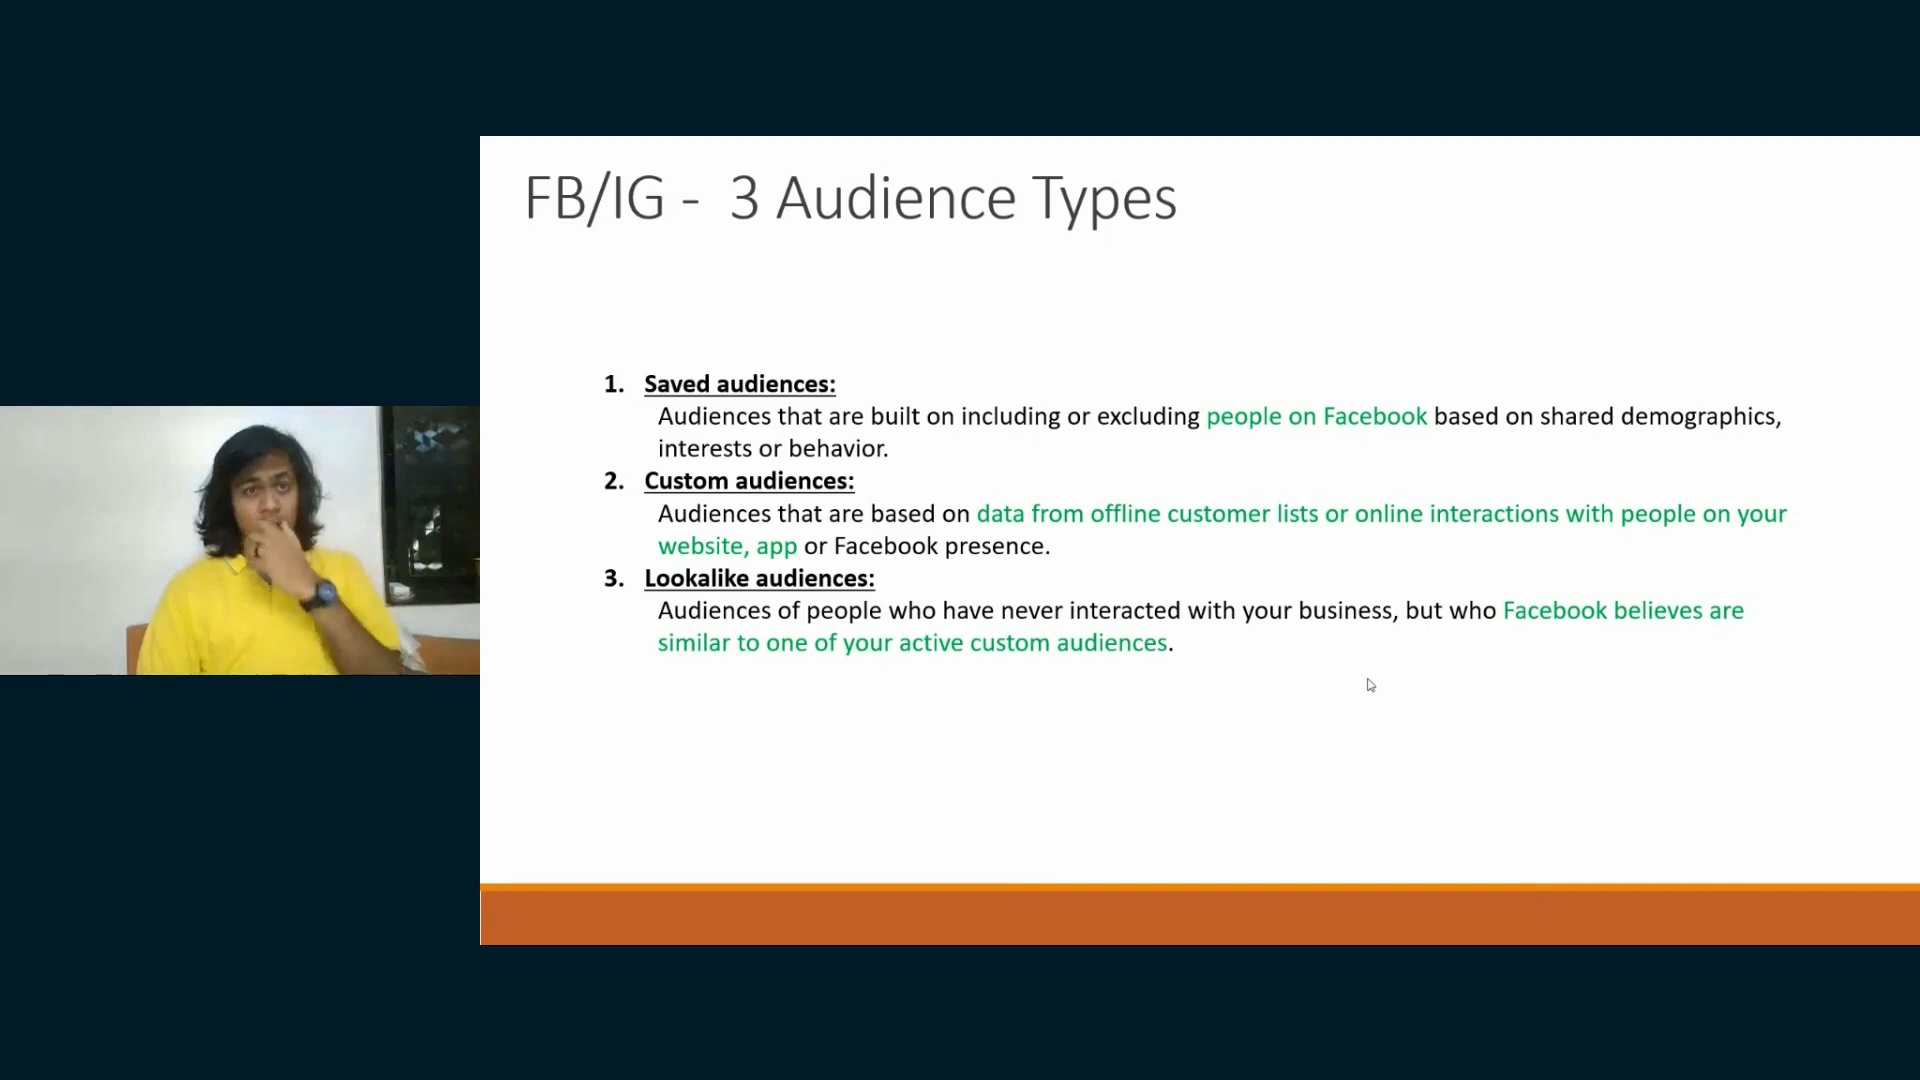 FB/IG - 3 Audience Types
1. Saved audiences:
Audiences that are built on including or excluding people on Facebook based on shared demographics,
interests or behavior.
2. Custom audiences:
Audiences that are based on data from offline customer lists or online interactions with people on your
website, app or Facebook presence.
3. Lookalike audiences:
Audiences of people who have never interacted with your business, but who Facebook believes are
similar to one of your active custom audiences.